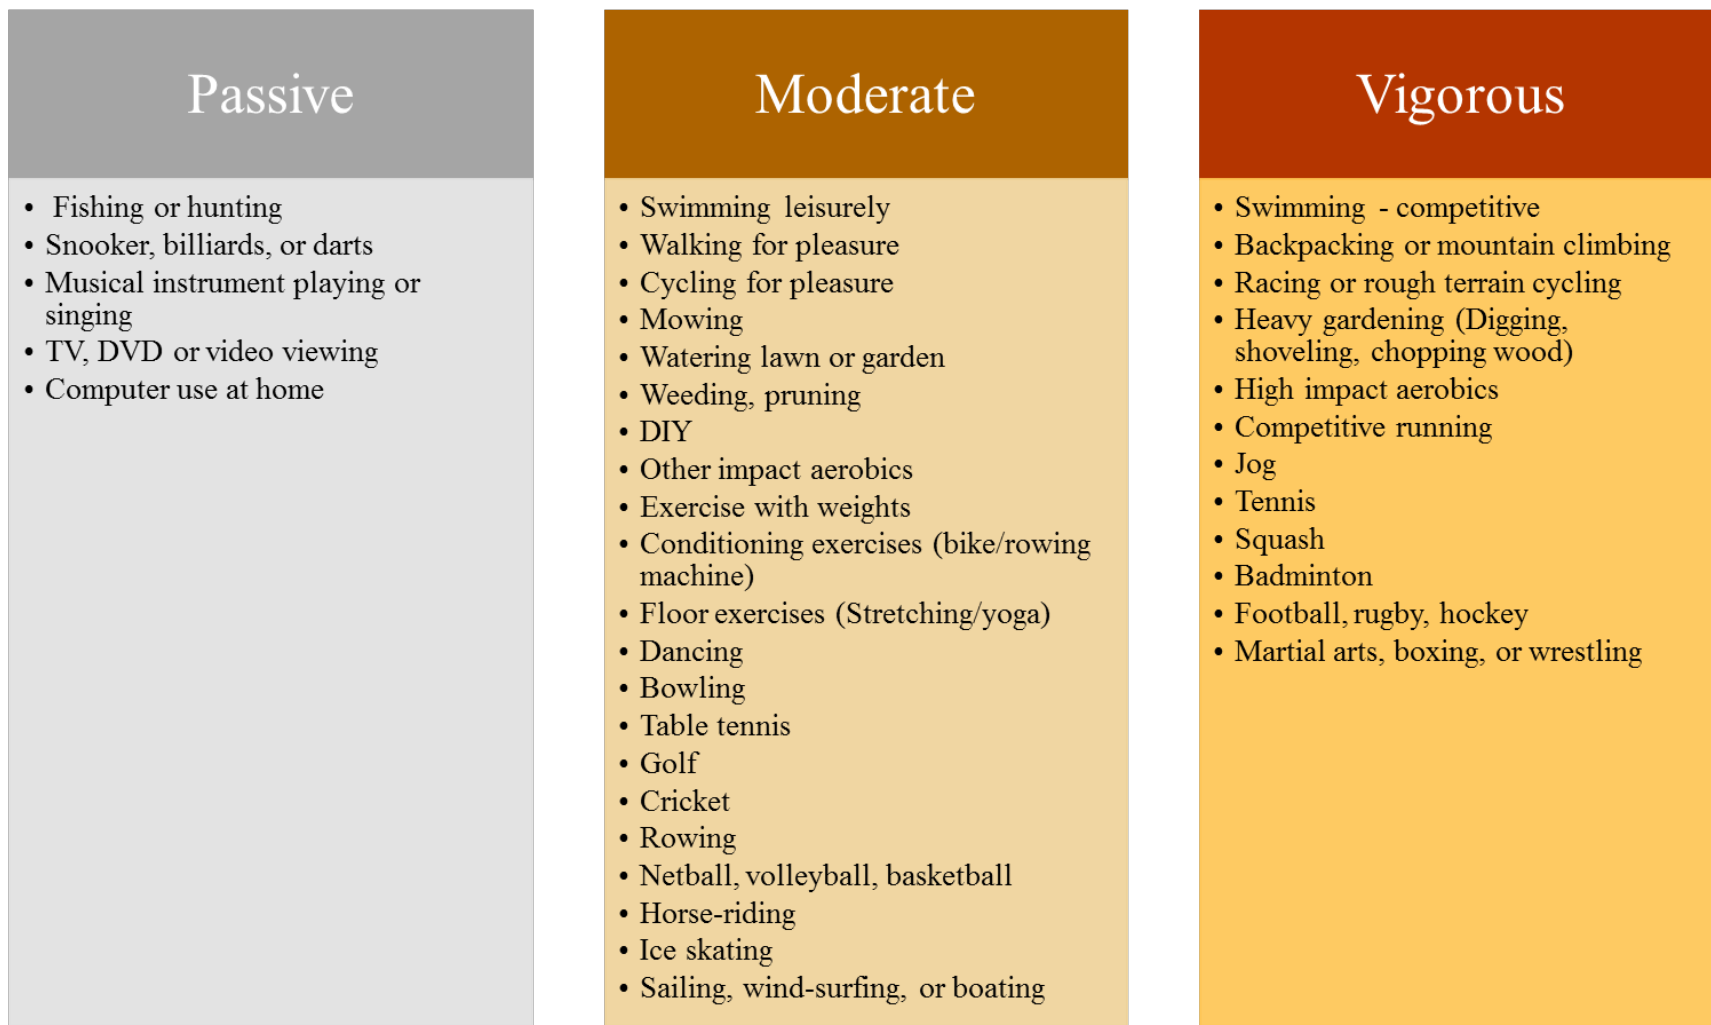 Passive
• Fishing or hunting
• Snooker, billiards, or darts
• Musical instrument playing or
singing
• TV, DVD or video viewing
• Computer use at home
Moderate
• Swimming leisurely
• Walking for pleasure
• Cycling for pleasure
• Mowing
• Watering lawn or garden
• Weeding, pruning
• DIY
• Other impact aerobics
• Exercise with weights
• Conditioning exercises (bike/rowing
machine)
• Floor exercises (Stretching/yoga)
• Dancing
• Bowling
• Table tennis
• Golf
• Cricket
• Rowing
• Netball, volleyball, basketball
• Horse-riding
• Ice skating
• Sailing, wind-surfing, or boating
Vigorous
• Swimming - competitive
• Backpacking or mountain climbing
• Racing or rough terrain cycling
• Heavy gardening (Digging,
shoveling, chopping wood)
• High impact aerobics
• Competitive running
• Jog
• Tennis
• Squash
• Badminton
• Football, rugby, hockey
• Martial arts, boxing, or wrestling